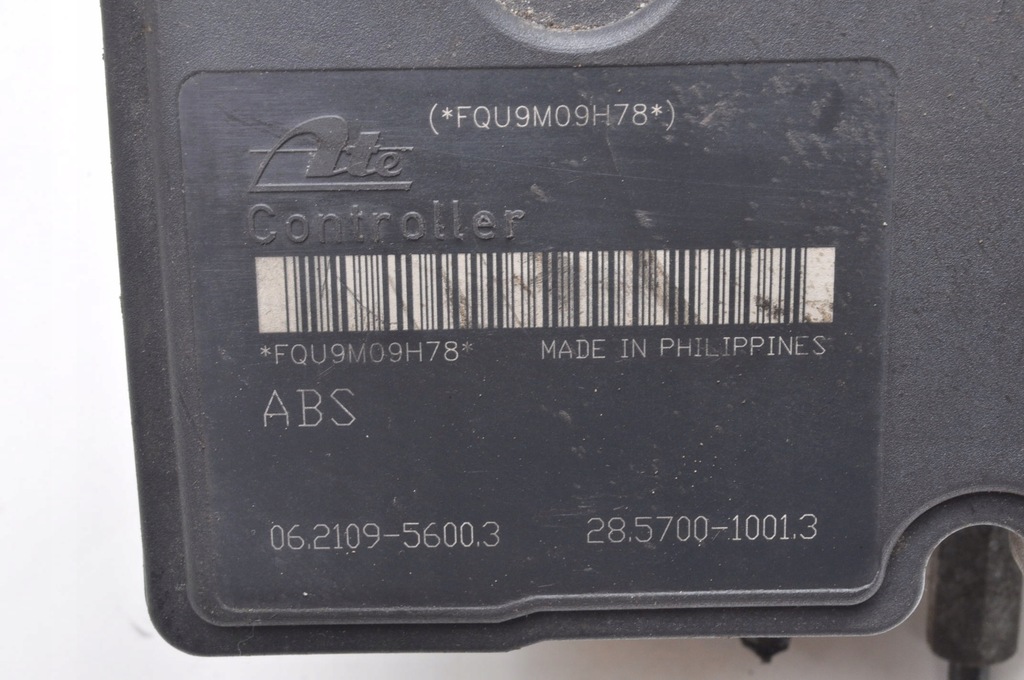 (*FQU9M09H78*)
Ate
Controller
*FQU9M09H78* MADE IN PHILIPPINES
ABS
06.2109-5600.3 28.5700-1001.3